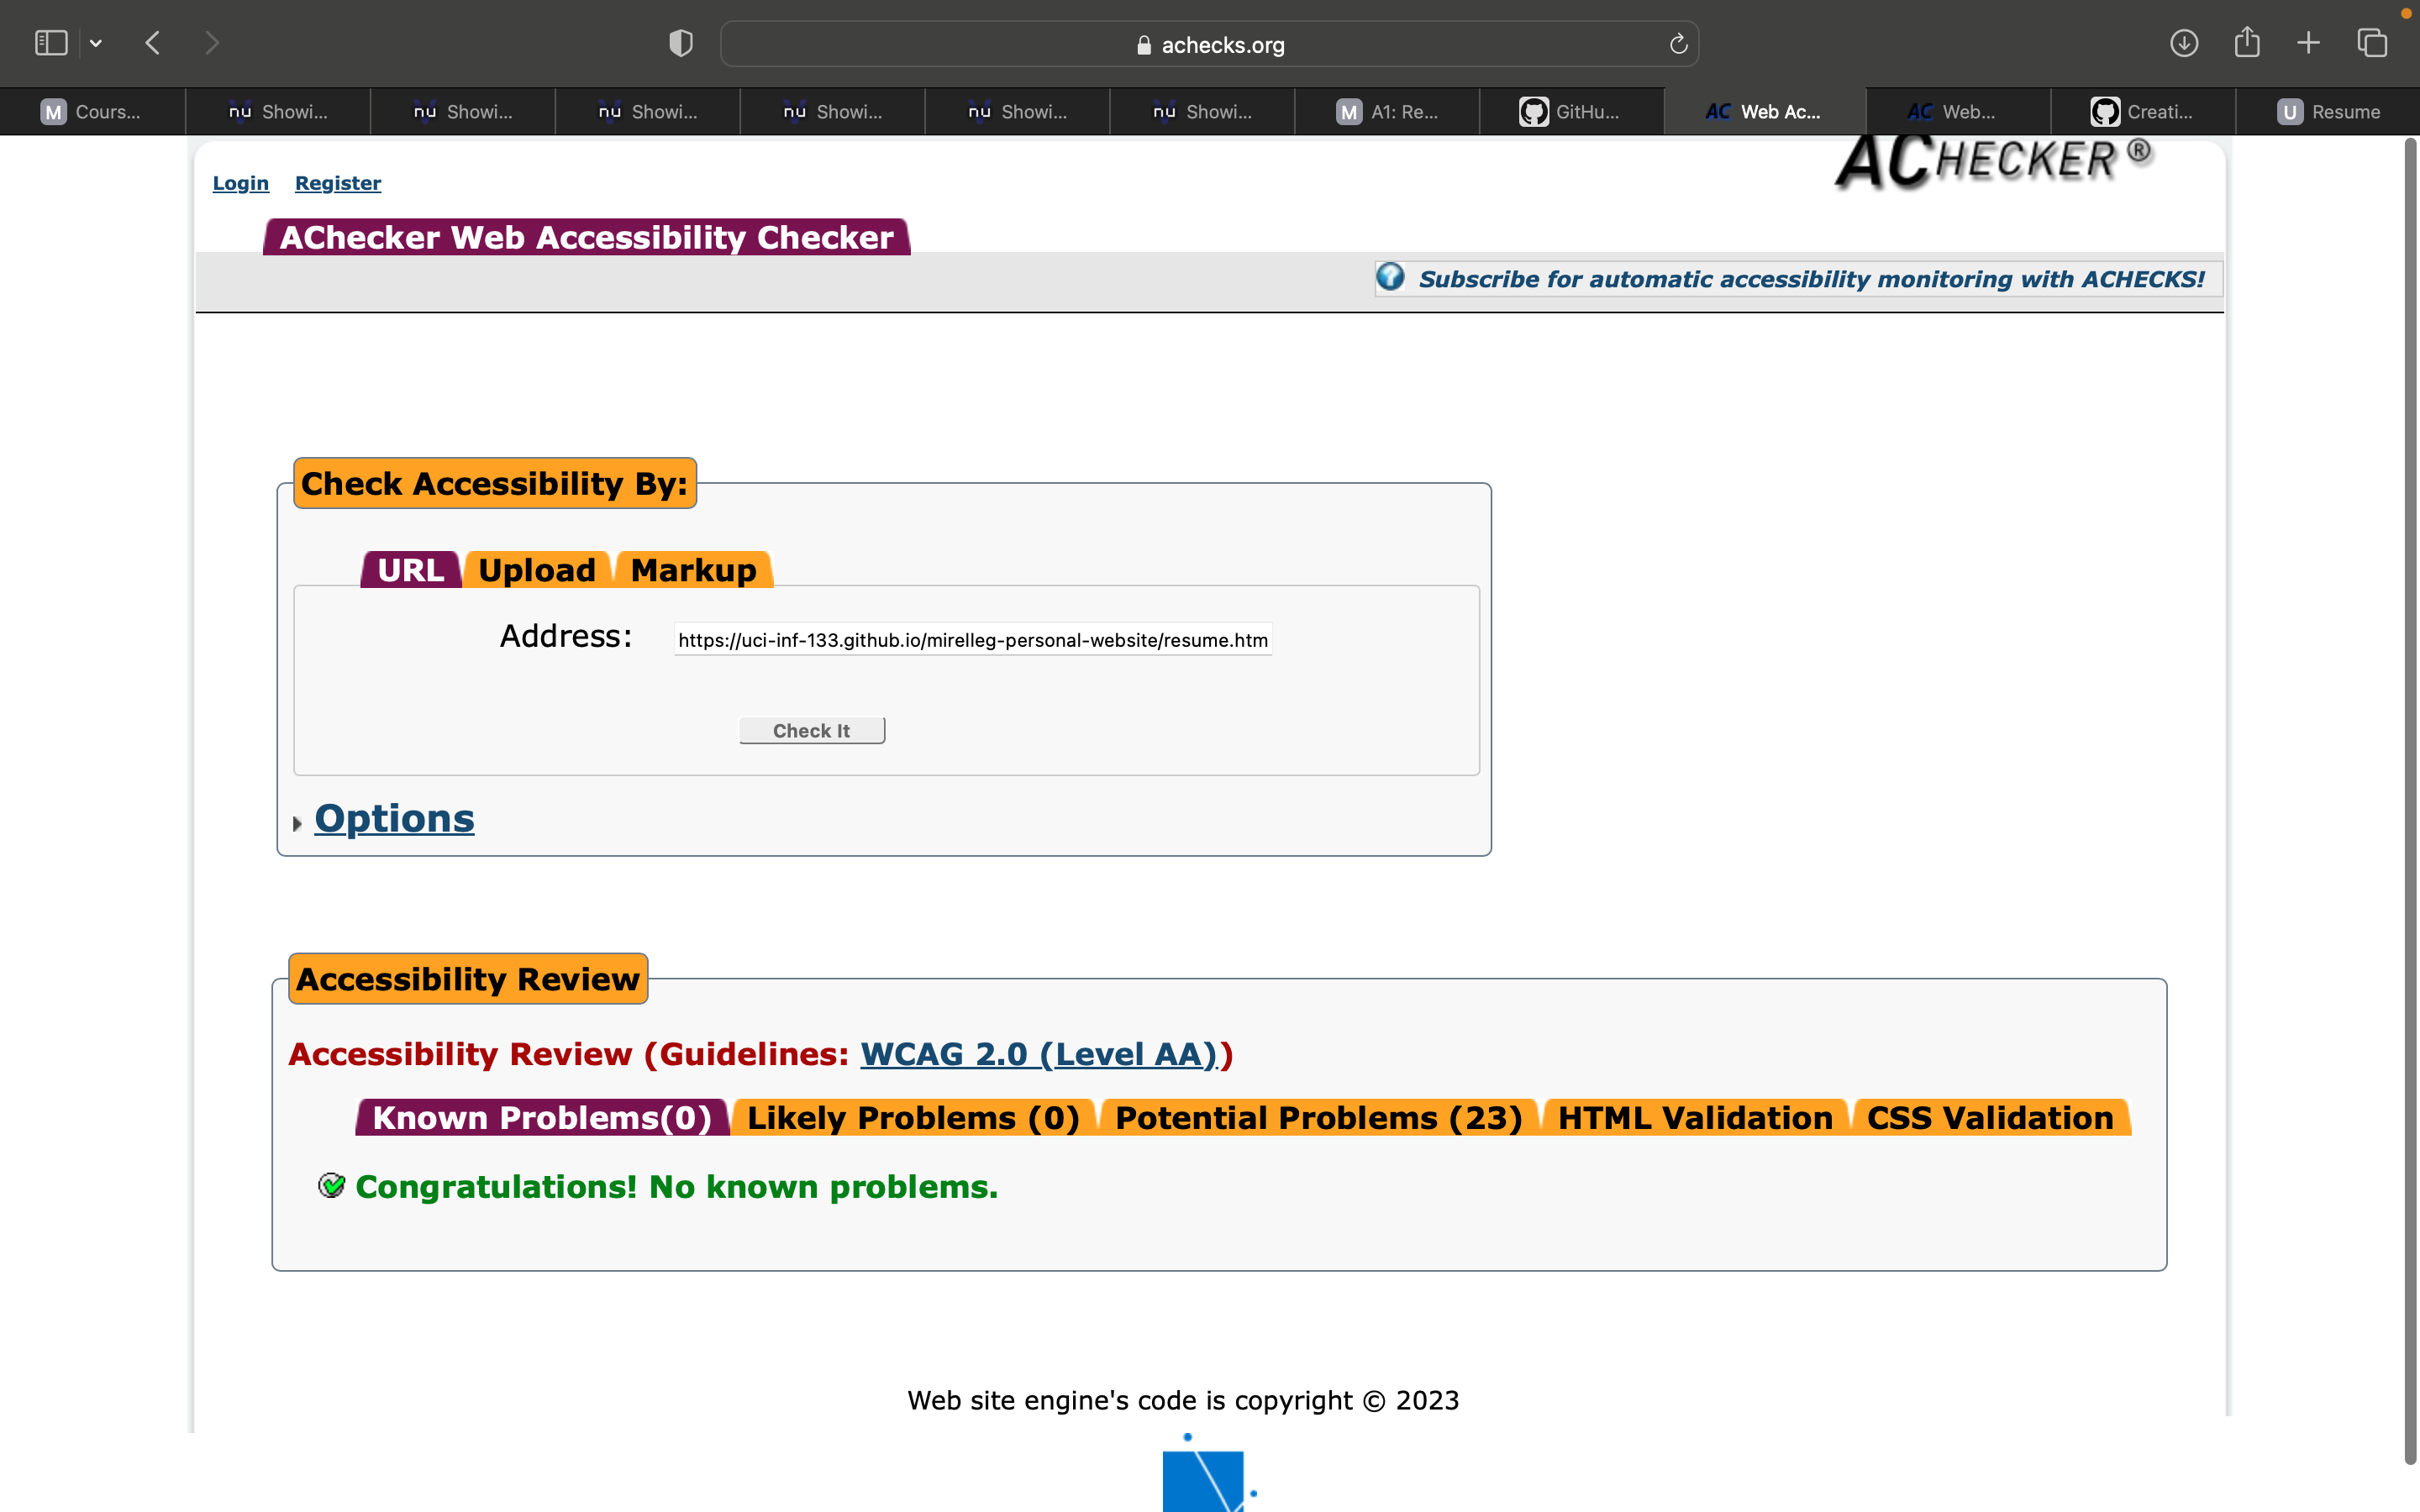 achecks.org
M Cours... nu Showi... nu Showi... nu Showi... nu Showi... nu Showi... nu Showi... M A1: Re... GitHu... AC Web Ac... AC Web... Creati... U Resume
ACHECKER ®
Login Register
AChecker Web Accessibility Checker
Subscribe for automatic accessibility monitoring with ACHECKS!
Check Accessibility By:
URL Upload Markup
Address: https://uci-inf-133.github.io/mirelleg-personal-website/resume.htm
Check It
Options
Accessibility Review
Accessibility Review (Guidelines: WCAG 2.0 (Level AA))
Known Problems(0) Likely Problems (0) Potential Problems (23) HTML Validation CSS Validation
Congratulations! No known problems.
Web site engine's code is copyright © 2023